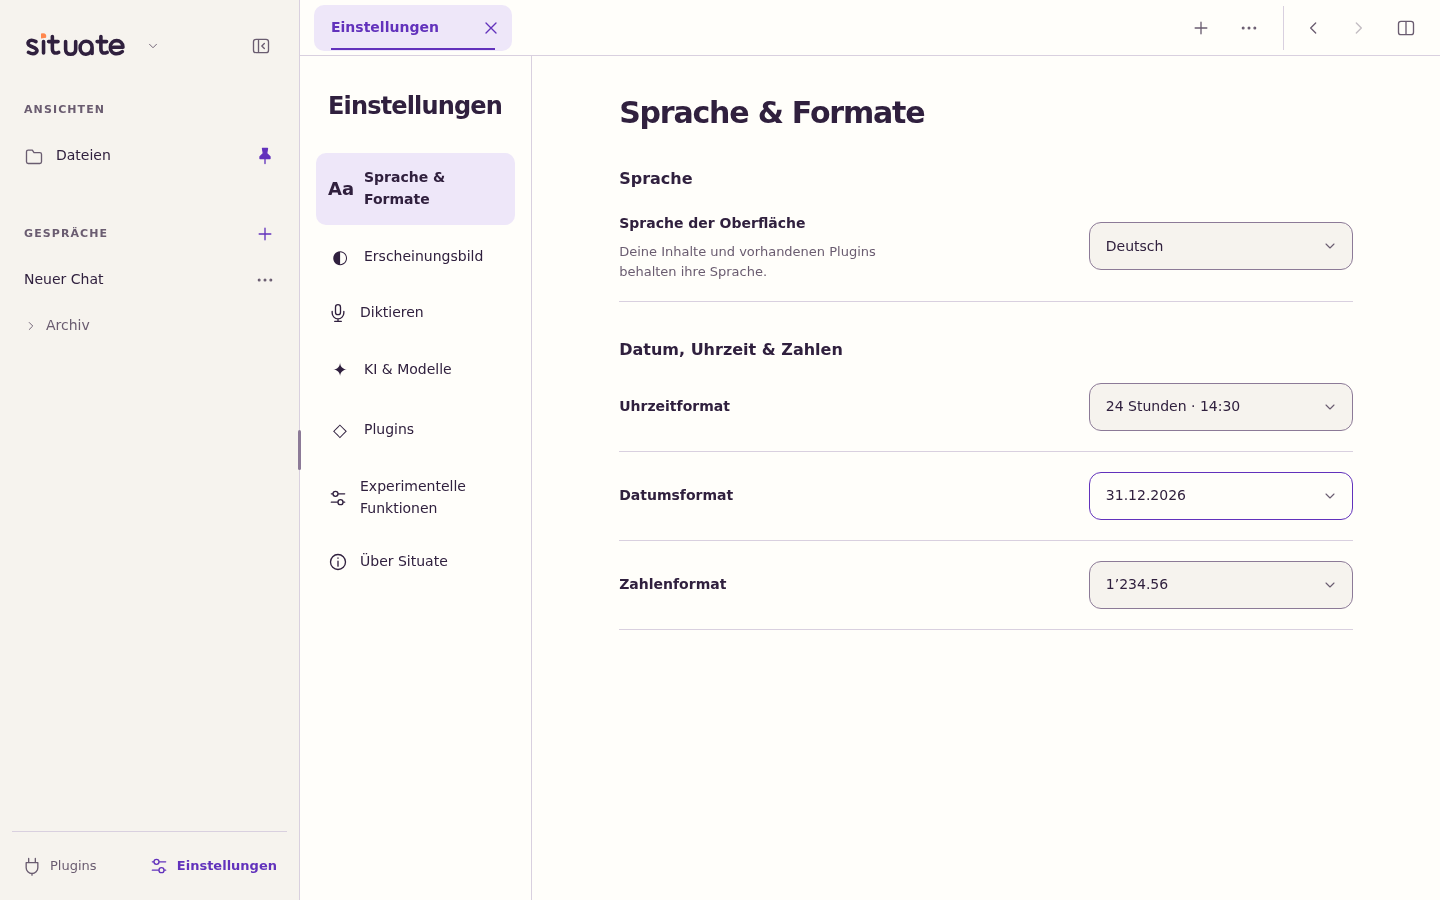 situate
ANSICHTEN
Dateien
GESPRÄCHE
Neuer Chat
Archiv
Plugins
Einstellungen
Einstellungen
Einstellungen
Aa Sprache &
Formate
Erscheinungsbild
Diktieren
KI & Modelle
Plugins
Experimentelle
Funktionen
Über Situate
Sprache & Formate
Sprache
Sprache der Oberfläche
Deine Inhalte und vorhandenen Plugins
behalten ihre Sprache.
Deutsch
Datum, Uhrzeit & Zahlen
Uhrzeitformat
24 Stunden · 14:30
Datumsformat
31.12.2026
Zahlenformat
1’234.56